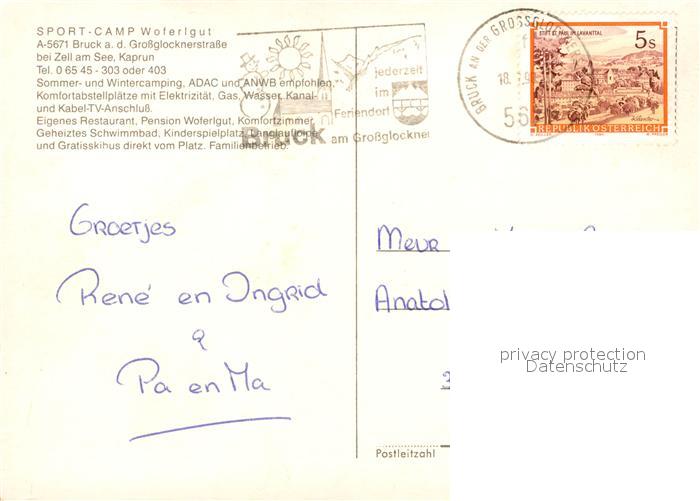 SPORT-CAMP Woferlgut
A-5671 Bruck a. d. Großglocknerstraße
bei Zell am See, Kaprun
Tel. 0 65 45 - 303 oder 403
Sommer- und Wintercamping, ADAC und ANWB empfohlen,
Komfortabstellplätze mit Elektrizität, Gas, Wasser, Kanal-
und Kabel-TV-Anschluß.
Eigenes Restaurant, Pension Woferlgut, Komfortzimmer,
Geheiztes Schwimmbad, Kinderspielplatz, Langlaufloipe
und Gratisskibus direkt vom Platz. Familienbetrieb.
jederzeit
im
Feriendorf
BRUCK am Großglockner
BRUCK AN DER GROSSGLOCKNER
18.
STIFT ST. PAUL IM LAVANTTAL
5s
REPUBLIK ÖSTERREICH
Groetjes
René en Ingrid
&
Pa en Ma
Meur
Anatol
privacy protection
Datenschutz
Postleitzahl